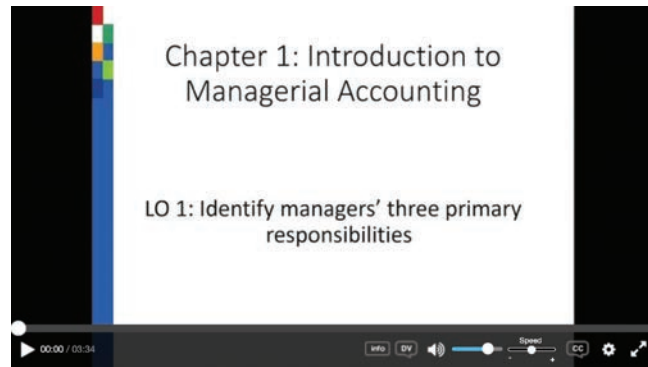 Chapter 1: Introduction to
Managerial Accounting
LO 1: Identify managers’ three primary
responsibilities
Speed
00:00 / 03:34
Info
DV
CC
- +